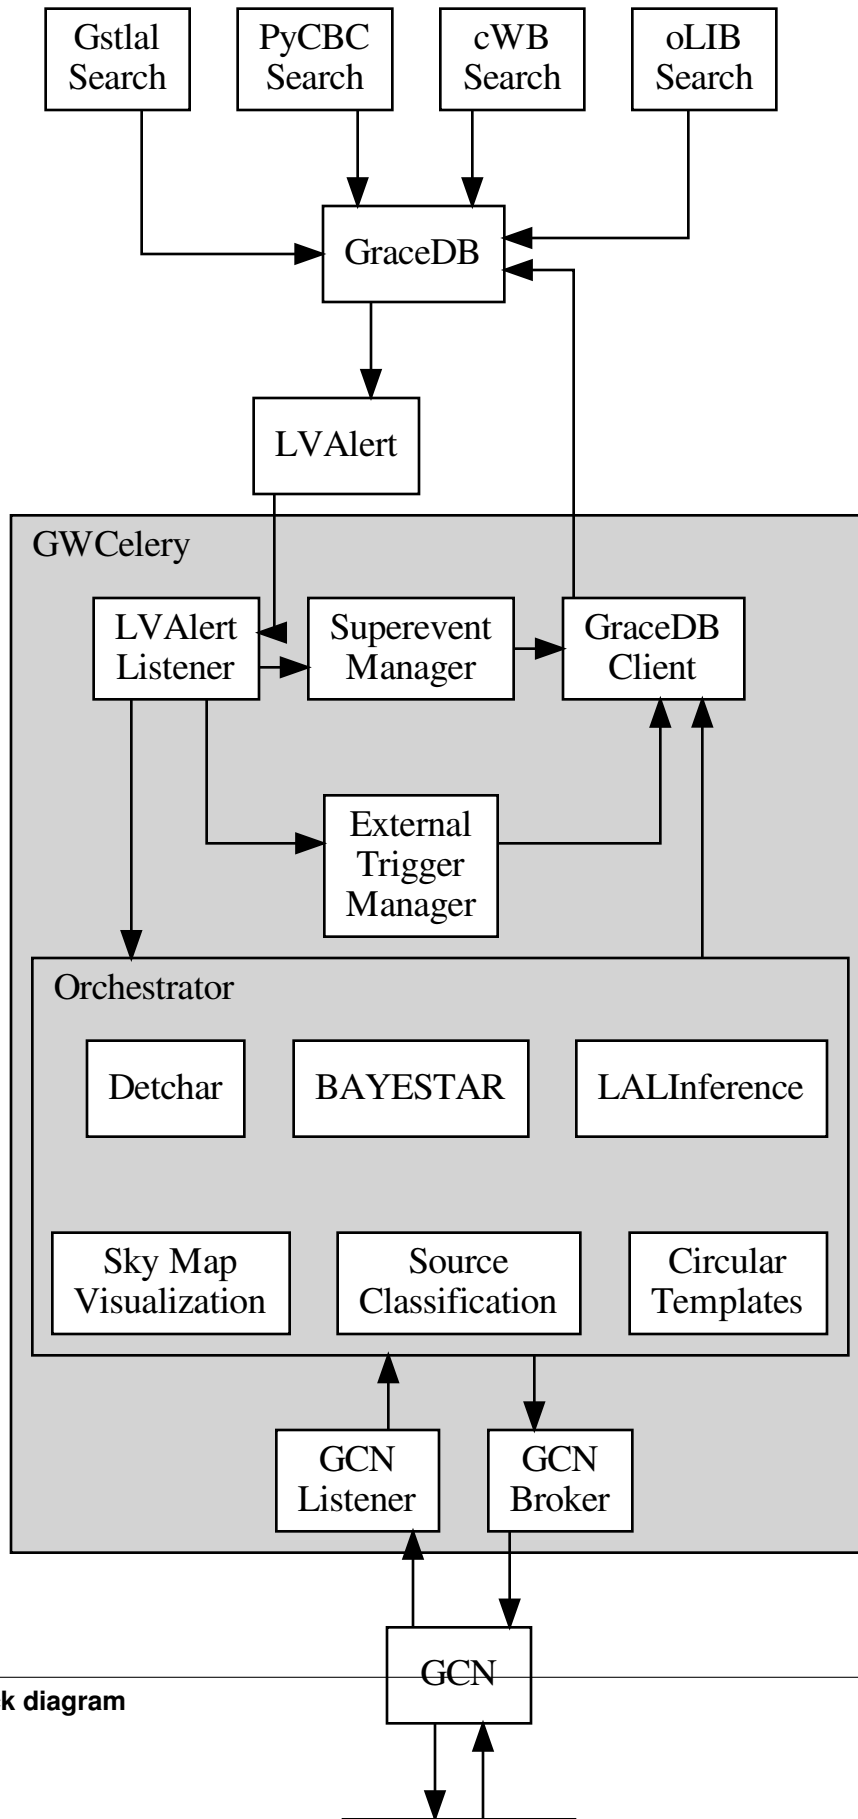 Gstlal
Search
PyCBC
Search
cWB
Search
oLIB
Search
GraceDB
LVAlert
GWCelery
LVAlert
Listener
Superevent
Manager
GraceDB
Client
External
Trigger
Manager
Orchestrator
Detchar
BAYESTAR
LALInference
Sky Map
Visualization
Source
Classification
Circular
Templates
GCN
Listener
GCN
Broker
GCN
k diagram